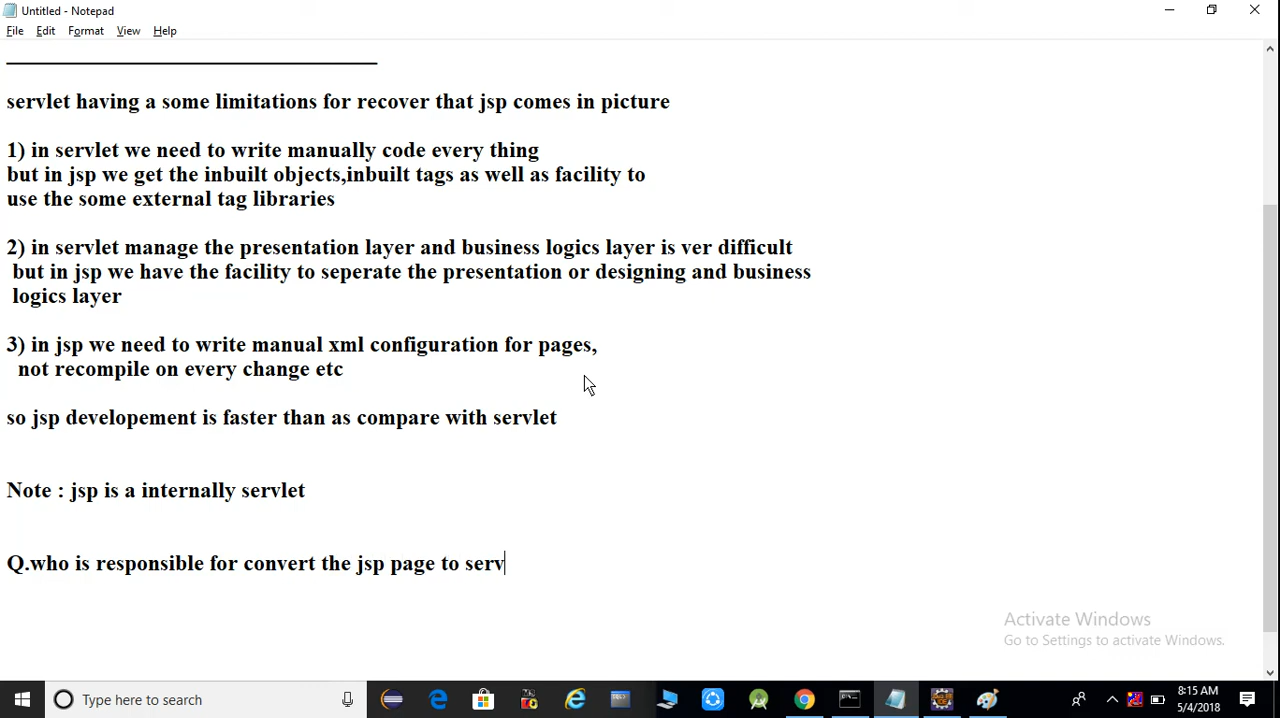 Untitled - Notepad
File Edit Format View Help
servlet having a some limitations for recover that jsp comes in picture
1) in servlet we need to write manually code every thing
but in jsp we get the inbuilt objects,inbuilt tags as well as facility to
use the some external tag libraries
2) in servlet manage the presentation layer and business logics layer is ver difficult
but in jsp we have the facility to seperate the presentation or designing and business
logics layer
3) in jsp we need to write manual xml configuration for pages,
not recompile on every change etc
so jsp developement is faster than as compare with servlet
Note : jsp is a internally servlet
Q.who is responsible for convert the jsp page to serv
Activate Windows
Go to Settings to activate Windows.
Type here to search
8:15 AM
5/4/2018